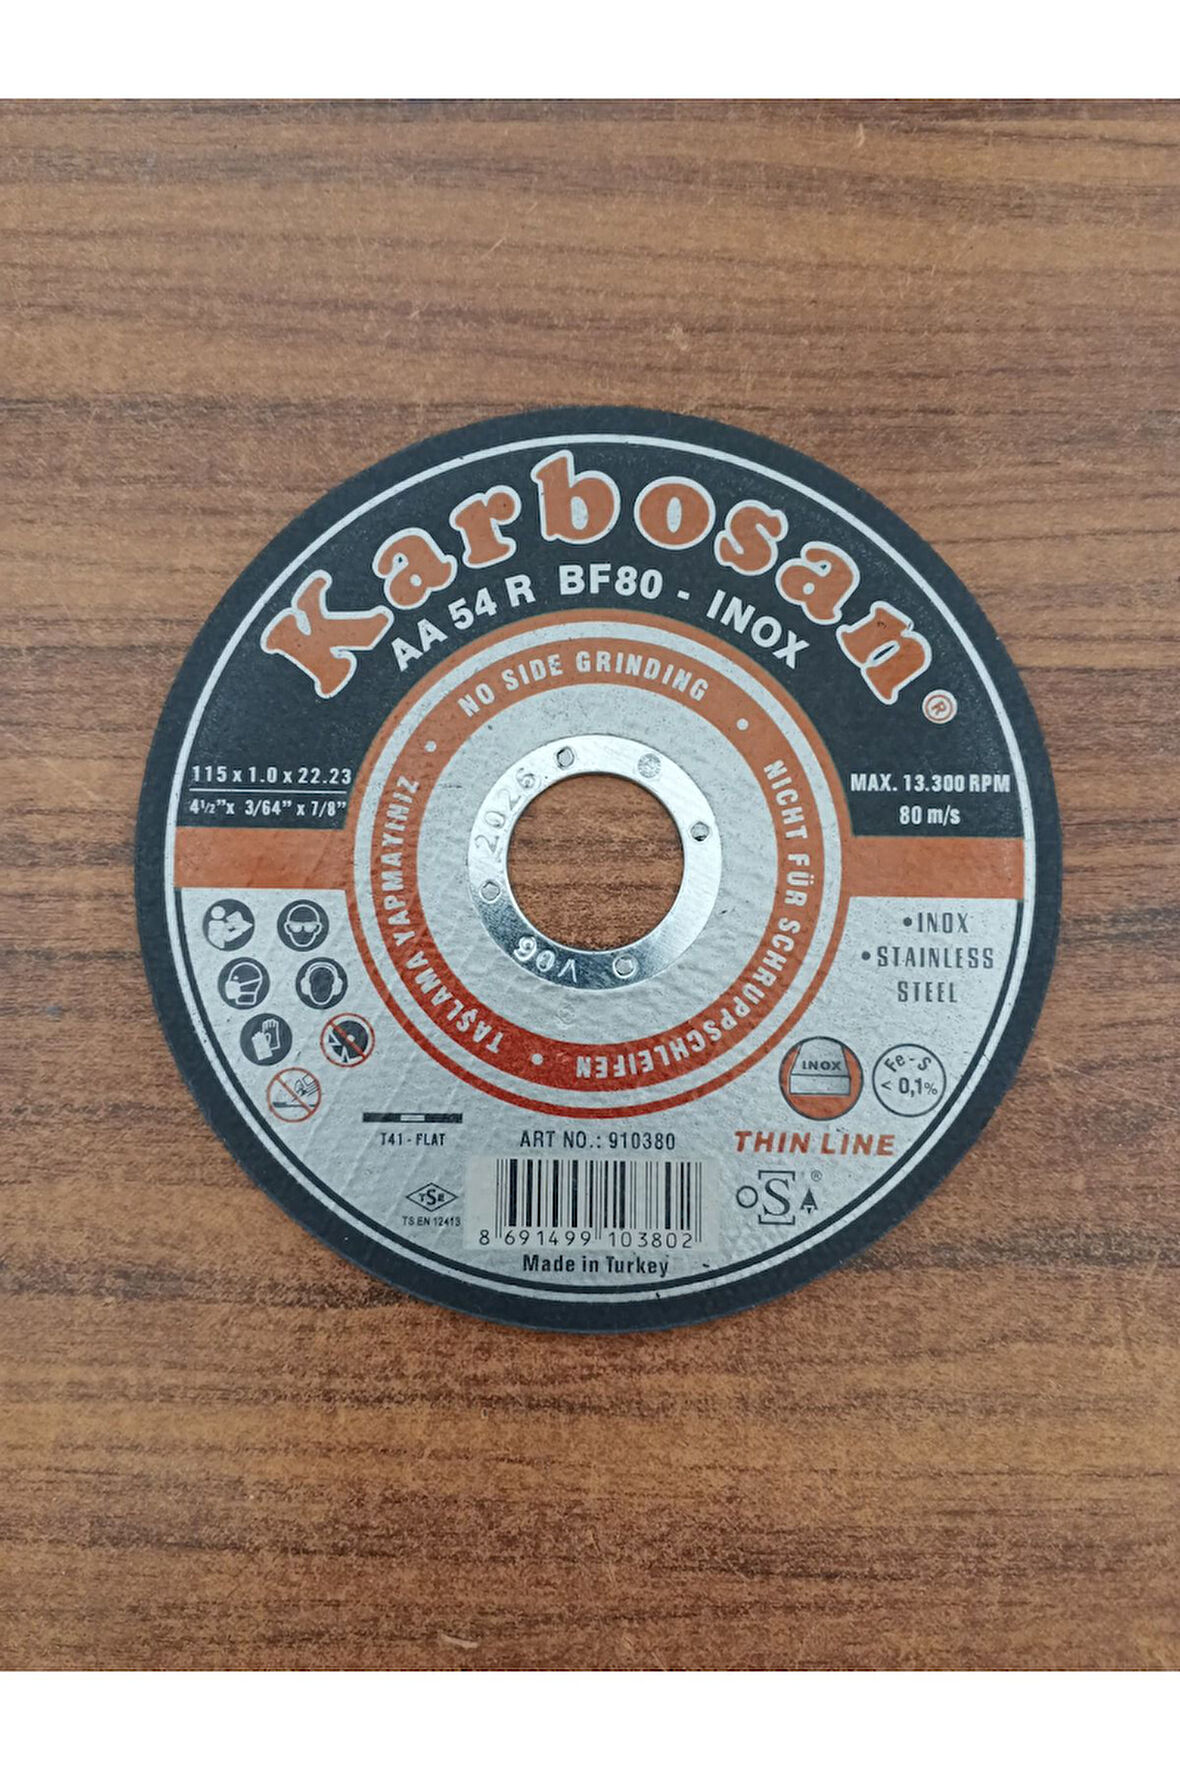 Karbosan®
AA 54 R BF80 - INOX
NO SIDE GRINDING • NICHT FÜR SCHRUPPSCHLEIFEN • TAŞLAMA YAPMAYINIZ •
115 x 1.0 x 22.23
4½" x 3/64" x 7/8"
MAX. 13.300 RPM
80 m/s
2026
V06
• INOX
• STAINLESS
STEEL
INOX
Fe - S
< 0,1%
THIN LINE
T41 - FLAT
ART NO.: 910380
TSE
TS EN 12413
oSa®
8 691499 103802
Made in Turkey